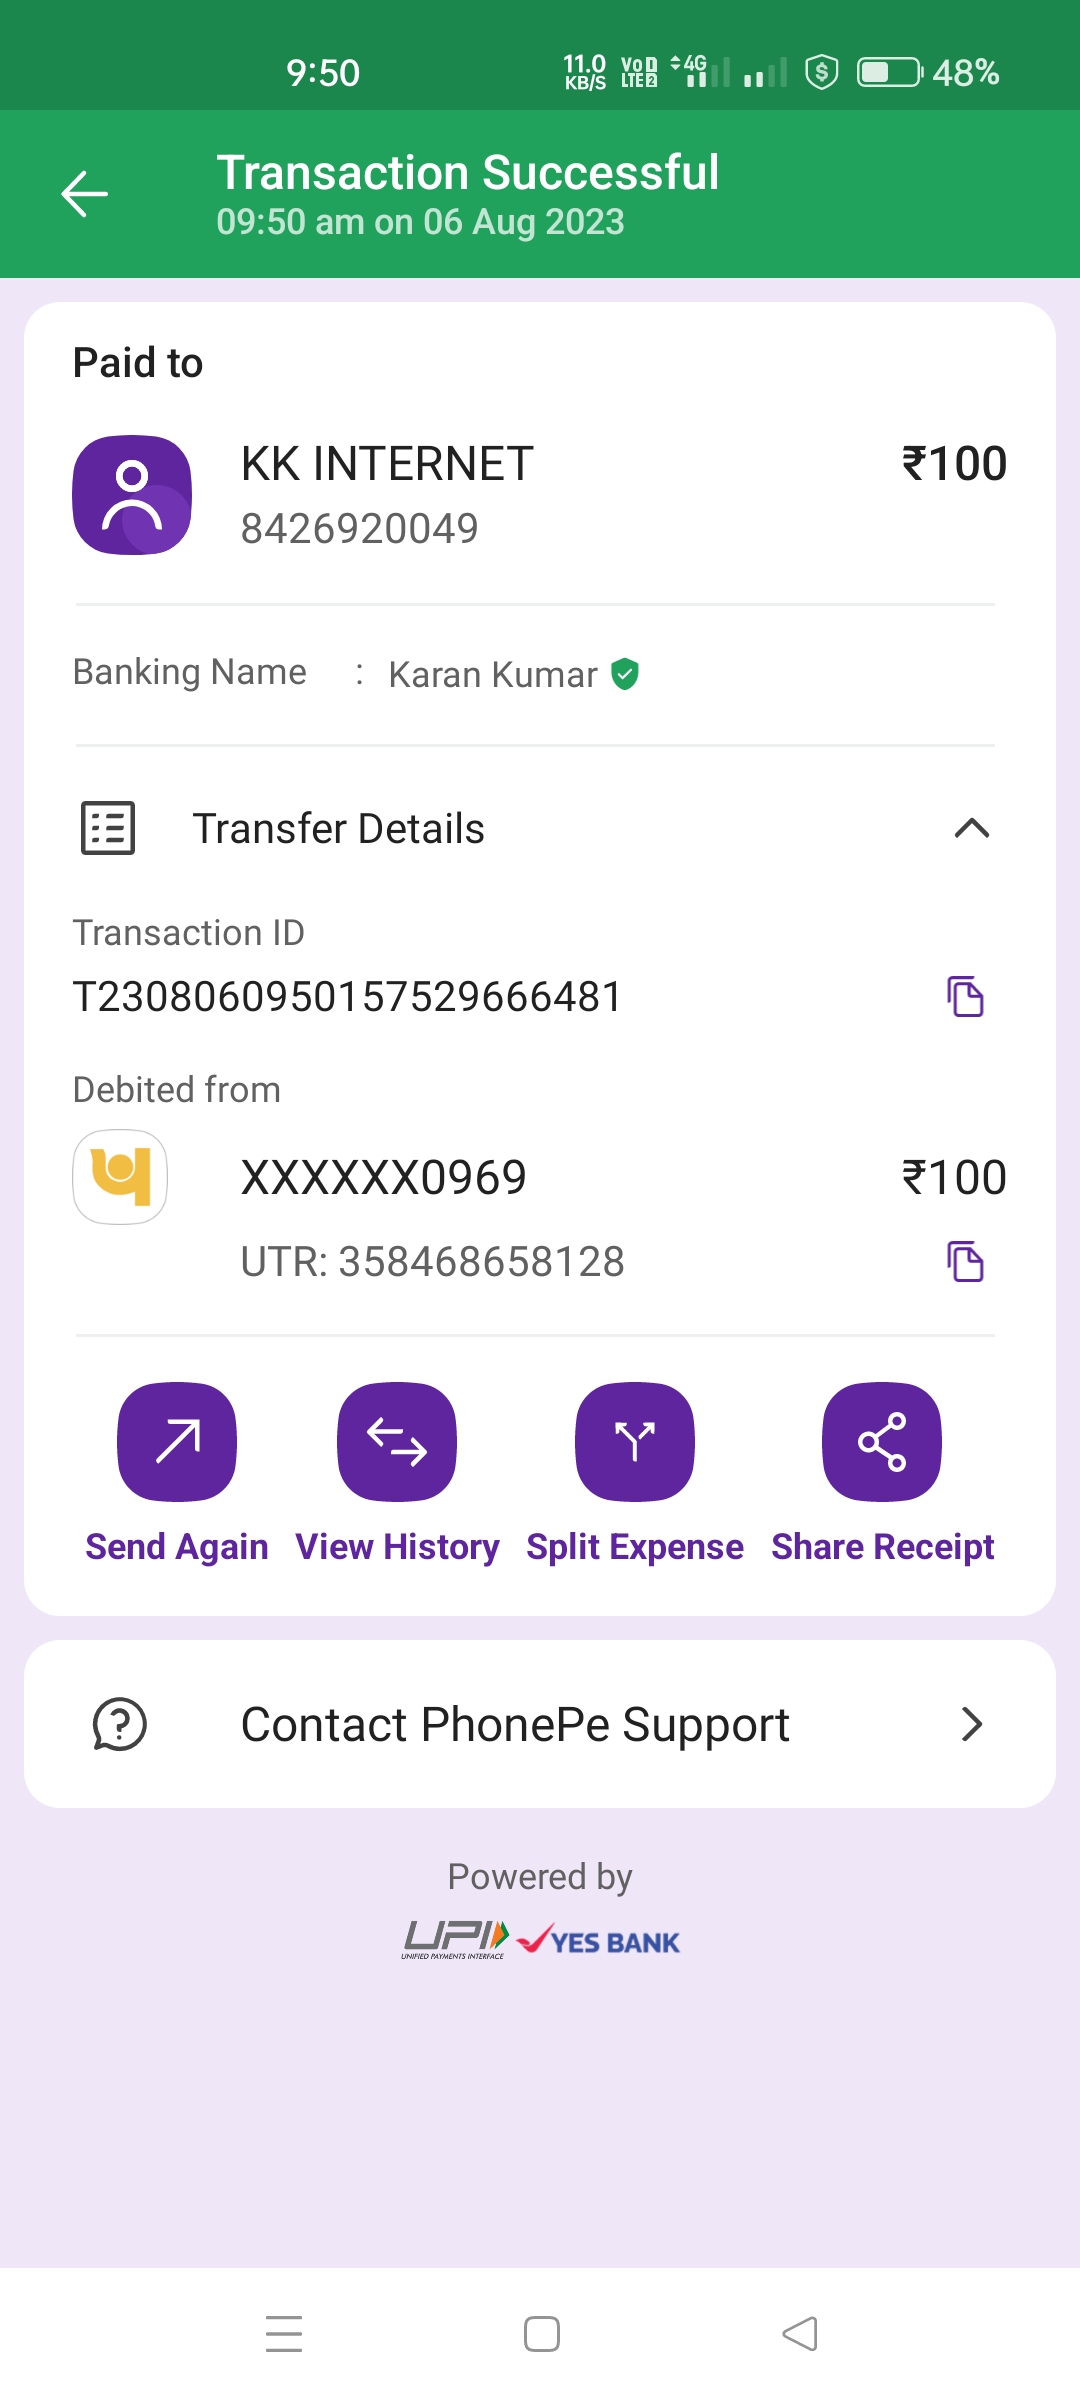 9:50
11.0 KB/S Vo 1 LTE 2 4G 48%
Transaction Successful
09:50 am on 06 Aug 2023
Paid to
KK INTERNET ₹100
8426920049
Banking Name : Karan Kumar
Transfer Details
Transaction ID
T2308060950157529666481
Debited from
XXXXXX0969 ₹100
UTR: 358468658128
Send Again View History Split Expense Share Receipt
Contact PhonePe Support
Powered by
UPI YES BANK
UNIFIED PAYMENTS INTERFACE